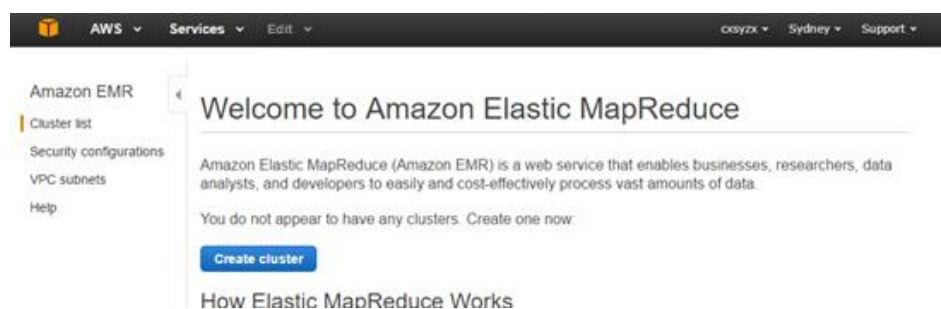 AWS Services Edit cxsyzx Sydney Support
Amazon EMR
Cluster list
Security configurations
VPC subnets
Help
Welcome to Amazon Elastic MapReduce
Amazon Elastic MapReduce (Amazon EMR) is a web service that enables businesses, researchers, data
analysts, and developers to easily and cost-effectively process vast amounts of data.
You do not appear to have any clusters. Create one now:
Create cluster
How Elastic MapReduce Works